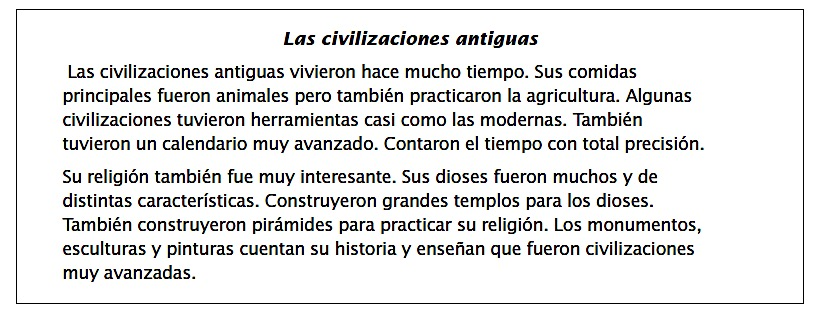 Las civilizaciones antiguas
Las civilizaciones antiguas vivieron hace mucho tiempo. Sus comidas
principales fueron animales pero también practicaron la agricultura. Algunas
civilizaciones tuvieron herramientas casi como las modernas. También
tuvieron un calendario muy avanzado. Contaron el tiempo con total precisión.
Su religión también fue muy interesante. Sus dioses fueron muchos y de
distintas características. Construyeron grandes templos para los dioses.
También construyeron pirámides para practicar su religión. Los monumentos,
esculturas y pinturas cuentan su historia y enseñan que fueron civilizaciones
muy avanzadas.